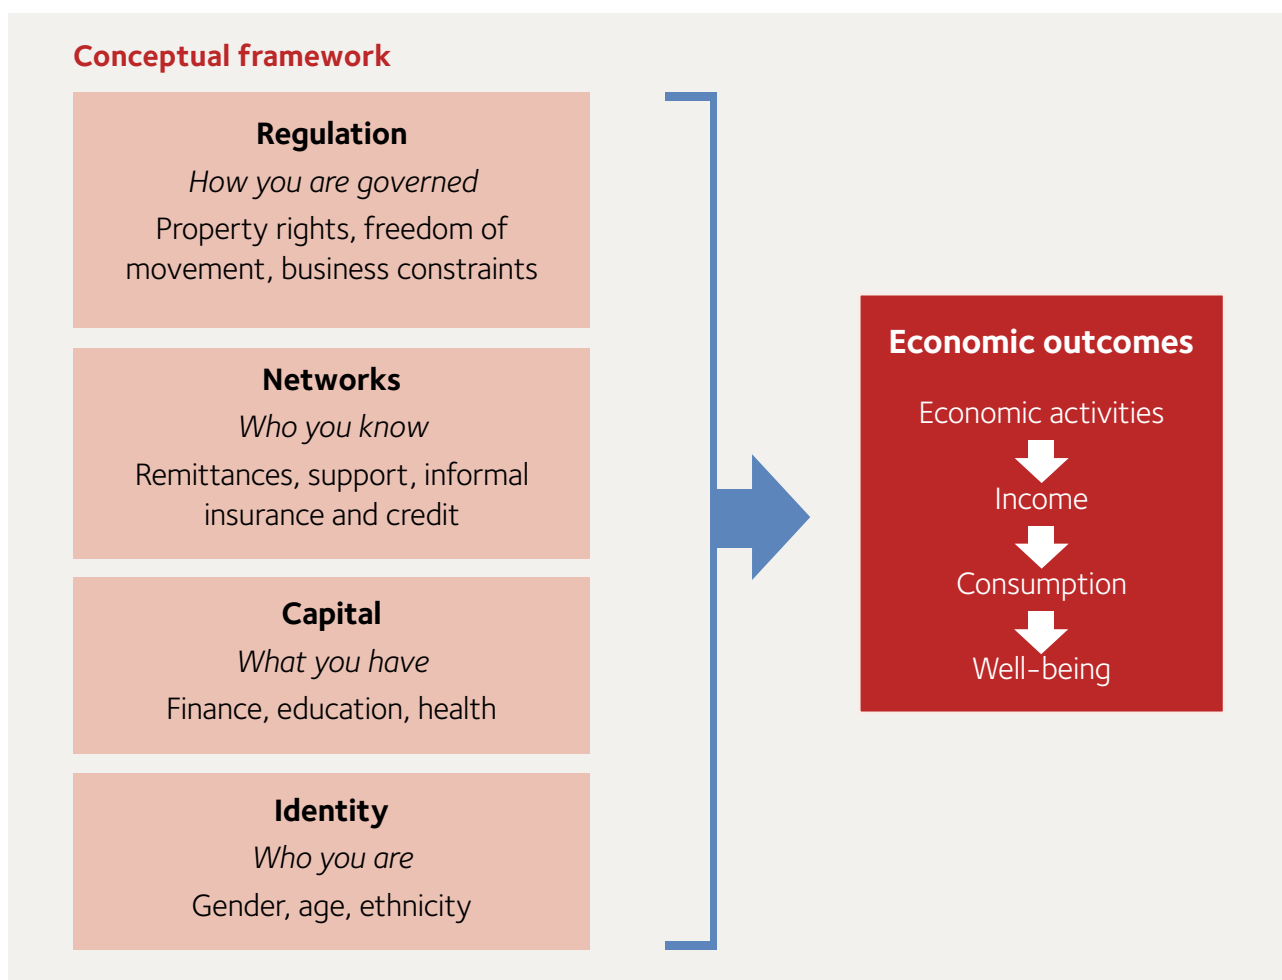 Conceptual framework
Regulation
How you are governed
Property rights, freedom of
movement, business constraints
Networks
Who you know
Remittances, support, informal
insurance and credit
Capital
What you have
Finance, education, health
Identity
Who you are
Gender, age, ethnicity
Economic outcomes
Economic activities
Income
Consumption
Well-being